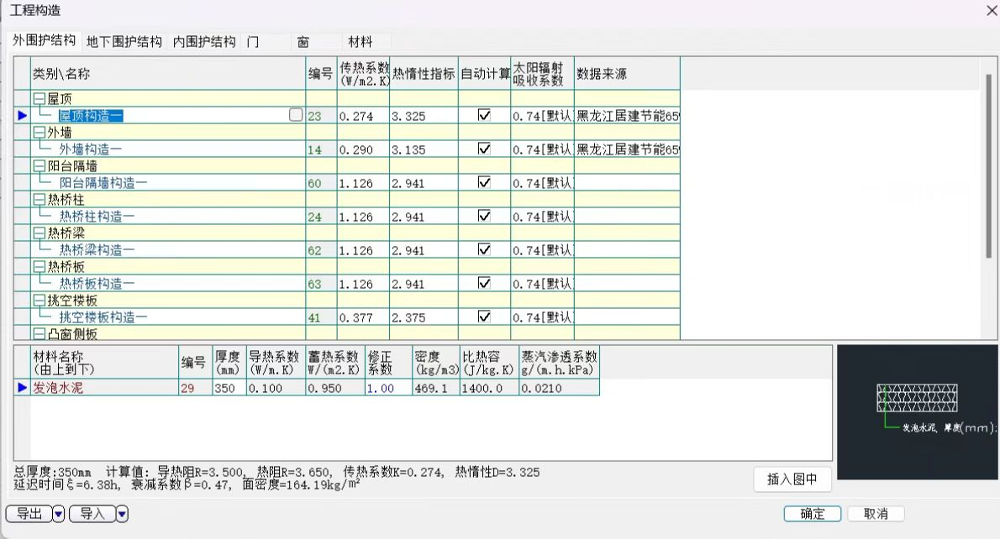 工程构造
外围护结构 地下围护结构 内围护结构 门 窗 材料
类别\名称 编号 传热系数 (W/m2.K) 热惰性指标 自动计算 太阳辐射吸收系数 数据来源
屋顶
屋顶构造一 23 0.274 3.325 0.74[默认] 黑龙江居建节能65%
外墙
外墙构造一 14 0.290 3.135 0.74[默认] 黑龙江居建节能65%
阳台隔墙
阳台隔墙构造一 60 1.126 2.941 0.74[默认]
热桥柱
热桥柱构造一 24 1.126 2.941 0.74[默认]
热桥梁
热桥梁构造一 62 1.126 2.941 0.74[默认]
热桥板
热桥板构造一 63 1.126 2.941 0.74[默认]
挑空楼板
挑空楼板构造一 41 0.377 2.375 0.74[默认]
凸窗侧板
材料名称 (由上到下) 编号 厚度 (mm) 导热系数 (W/m.K) 蓄热系数 W/(m2.K) 修正系数 密度 (kg/m3) 比热容 (J/kg.K) 蒸汽渗透系数 g/(m.h.kPa)
发泡水泥 29 350 0.100 0.950 1.00 469.1 1400.0 0.0210
发泡水泥, 厚度(mm):
总厚度:350mm 计算值: 导热阻R=3.500, 热阻R=3.650, 传热系数K=0.274, 热惰性D=3.325
延迟时间ξ=6.38h, 衰减系数β=0.47, 面密度=164.19kg/m²
插入图中
导出 导入 确定 取消